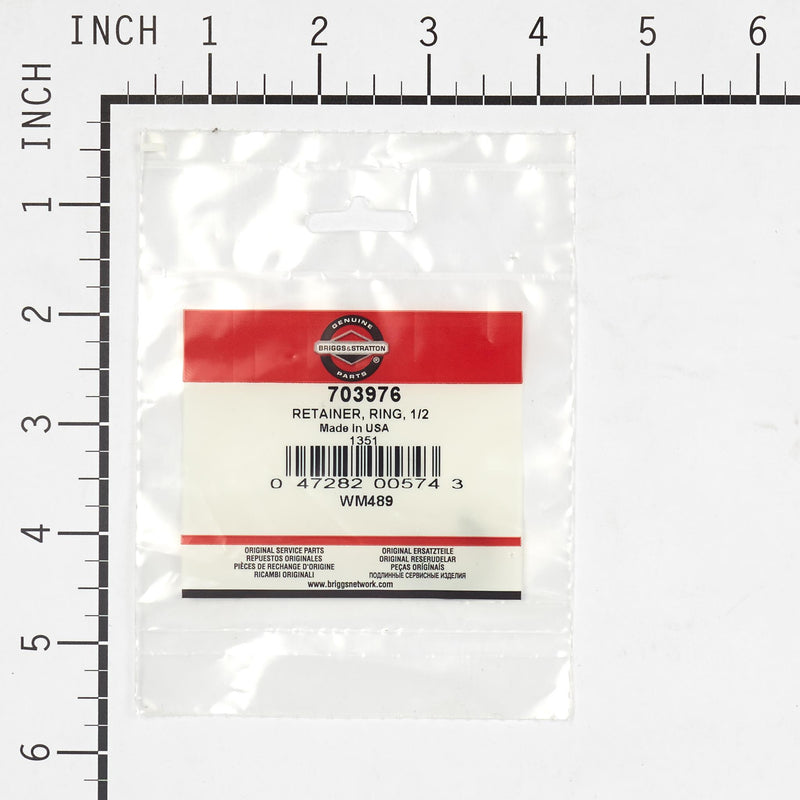 INCH 1 2 3 4 5 6
INCH
1
2
3
4
5
6
GENUINE
BRIGGS&STRATTON
®
PARTS
703976
RETAINER, RING, 1/2
Made In USA
1351
0 47282 00574 3
WM489
ORIGINAL SERVICE PARTS
REPUESTOS ORIGINALES
PIÈCES DE RECHANGE D'ORIGINE
RICAMBI ORIGINALI
ORIGINAL ERSATZTEILE
ORIGINAL RESERUDELAR
PEÇAS ORIGÍNAIS
ПОДЛИННЫЕ СЕРВИСНЫЕ ИЗДЕЛИЯ
www.briggsnetwork.com